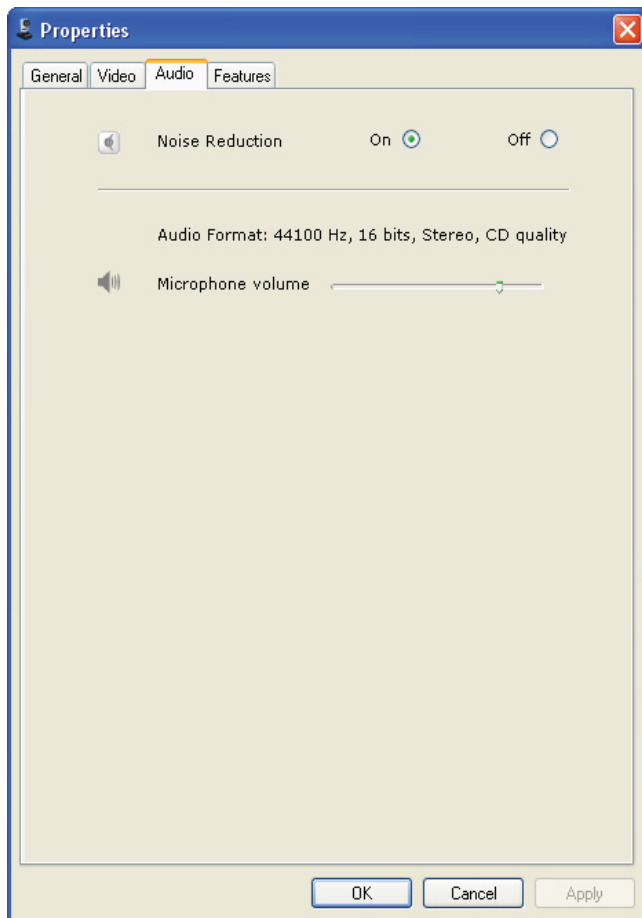 Properties
General Video Audio Features
Noise Reduction On Off
Audio Format: 44100 Hz, 16 bits, Stereo, CD quality
Microphone volume
OK Cancel Apply